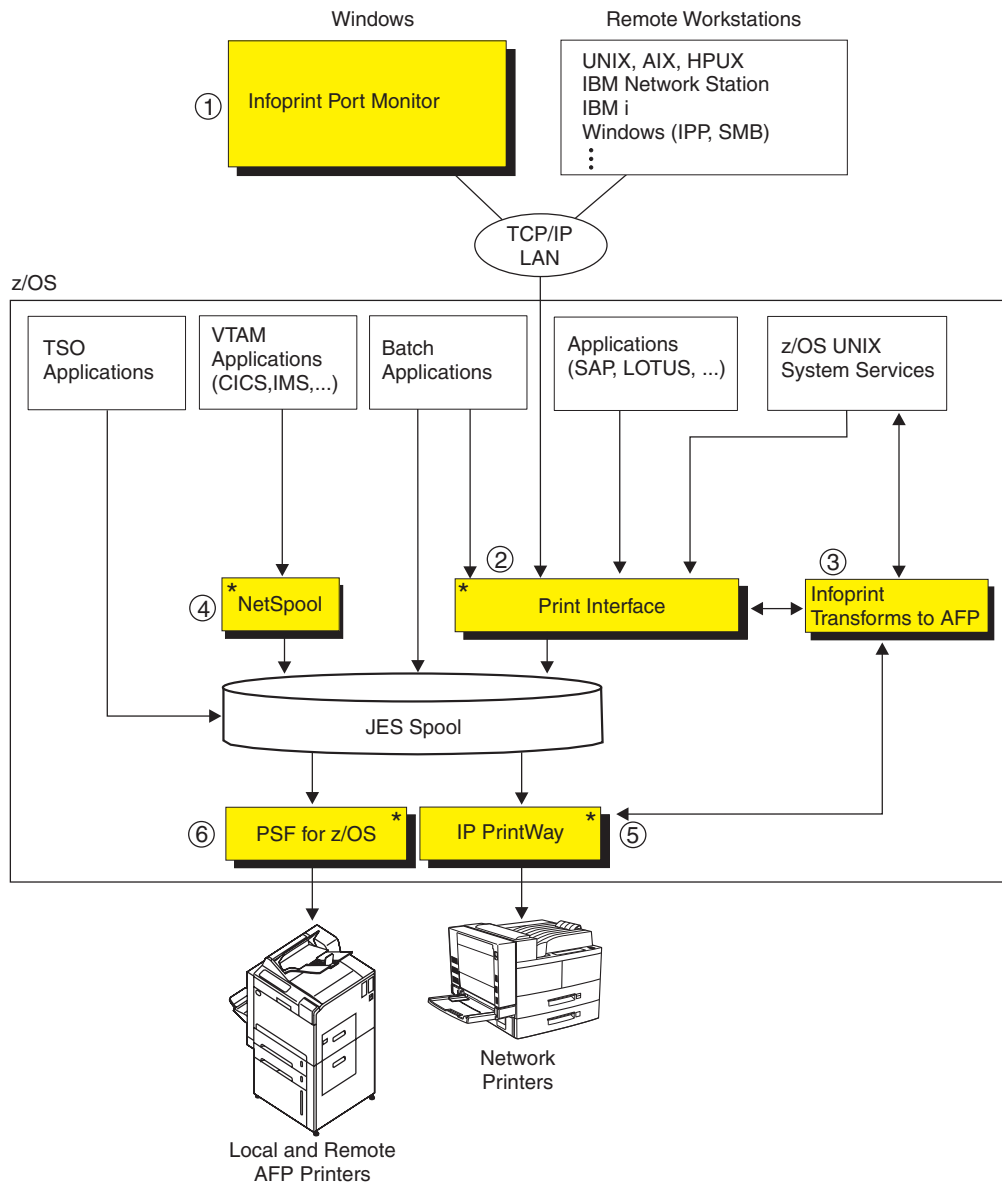 Windows
Remote Workstations
① Infoprint Port Monitor
UNIX, AIX, HPUX
IBM Network Station
IBM i
Windows (IPP, SMB)
⋮
TCP/IP
LAN
z/OS
TSO
Applications
VTAM
Applications
(CICS,IMS,...)
Batch
Applications
Applications
(SAP, LOTUS, ...)
z/OS UNIX
System Services
④
* NetSpool
②
* Print Interface
③
Infoprint
Transforms to AFP
JES Spool
⑥
PSF for z/OS *
IP PrintWay *
⑤
Network
Printers
Local and Remote
AFP Printers